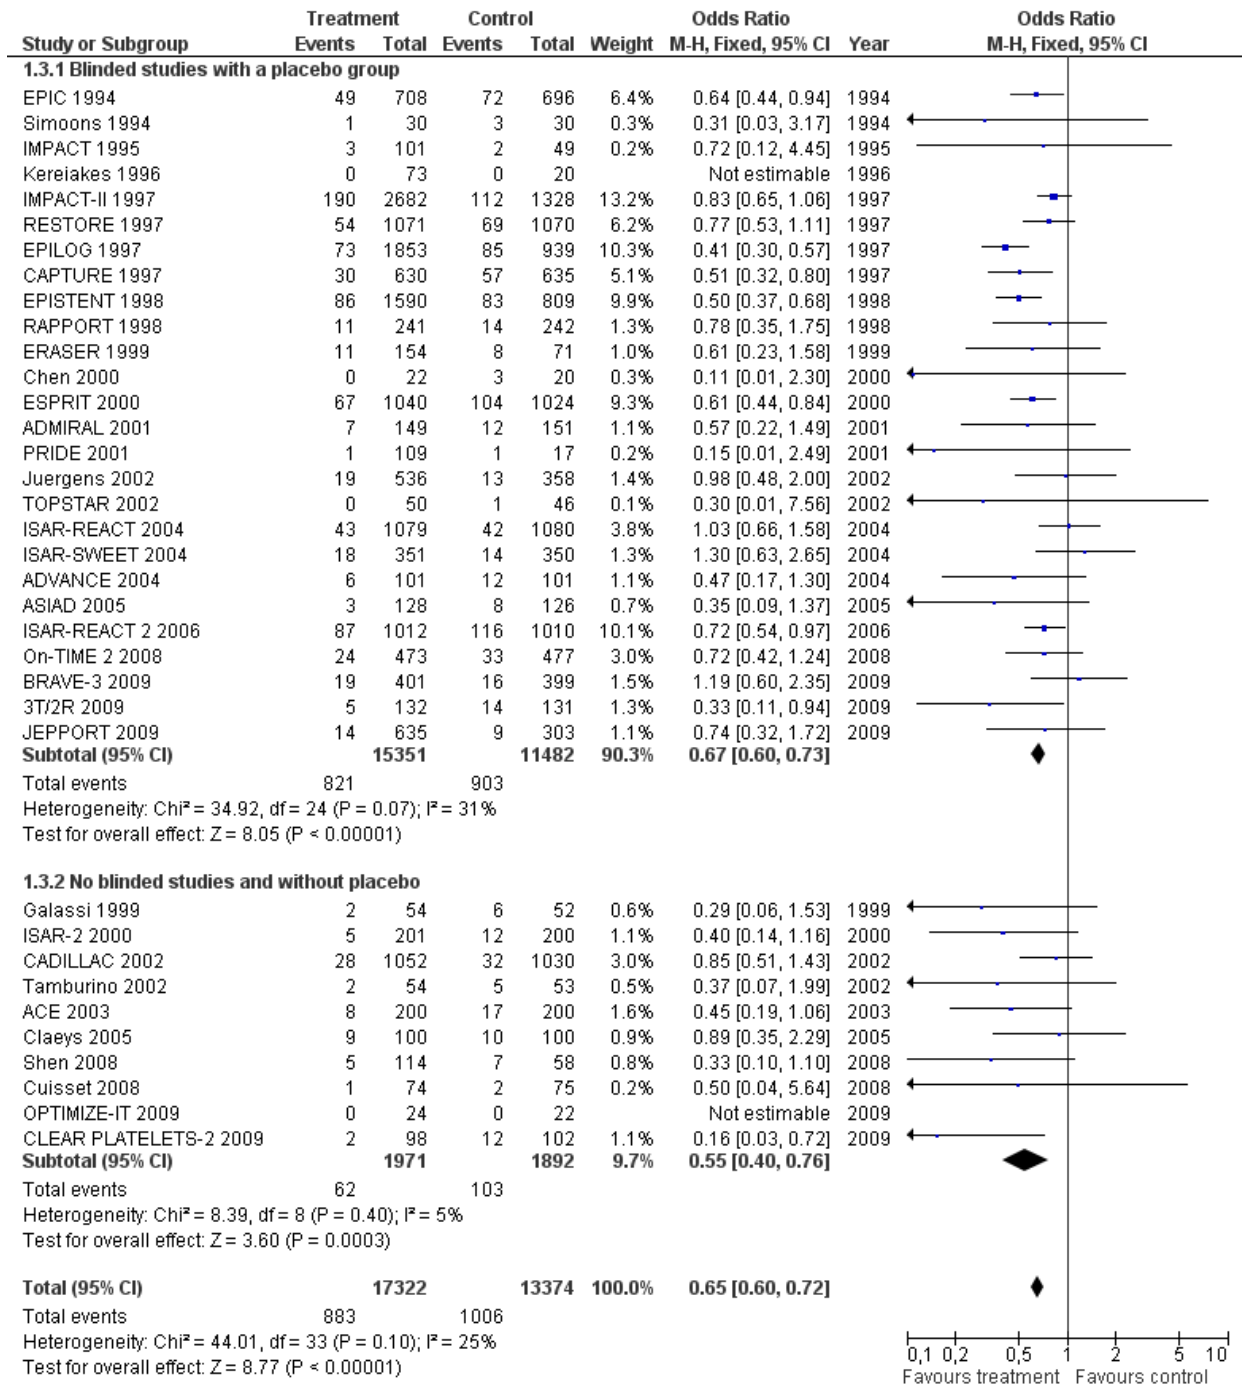 Treatment Control Odds Ratio Odds Ratio
Study or Subgroup Events Total Events Total Weight M-H, Fixed, 95% CI Year M-H, Fixed, 95% CI
1.3.1 Blinded studies with a placebo group
EPIC 1994 49 708 72 696 6.4% 0.64 [0.44, 0.94] 1994
Simoons 1994 1 30 3 30 0.3% 0.31 [0.03, 3.17] 1994
IMPACT 1995 3 101 2 49 0.2% 0.72 [0.12, 4.45] 1995
Kereiakes 1996 0 73 0 20 Not estimable 1996
IMPACT-II 1997 190 2682 112 1328 13.2% 0.83 [0.65, 1.06] 1997
RESTORE 1997 54 1071 69 1070 6.2% 0.77 [0.53, 1.11] 1997
EPILOG 1997 73 1853 85 939 10.3% 0.41 [0.30, 0.57] 1997
CAPTURE 1997 30 630 57 635 5.1% 0.51 [0.32, 0.80] 1997
EPISTENT 1998 86 1590 83 809 9.9% 0.50 [0.37, 0.68] 1998
RAPPORT 1998 11 241 14 242 1.3% 0.78 [0.35, 1.75] 1998
ERASER 1999 11 154 8 71 1.0% 0.61 [0.23, 1.58] 1999
Chen 2000 0 22 3 20 0.3% 0.11 [0.01, 2.30] 2000
ESPRIT 2000 67 1040 104 1024 9.3% 0.61 [0.44, 0.84] 2000
ADMIRAL 2001 7 149 12 151 1.1% 0.57 [0.22, 1.49] 2001
PRIDE 2001 1 109 1 17 0.2% 0.15 [0.01, 2.49] 2001
Juergens 2002 19 536 13 358 1.4% 0.98 [0.48, 2.00] 2002
TOPSTAR 2002 0 50 1 46 0.1% 0.30 [0.01, 7.56] 2002
ISAR-REACT 2004 43 1079 42 1080 3.8% 1.03 [0.66, 1.58] 2004
ISAR-SWEET 2004 18 351 14 350 1.3% 1.30 [0.63, 2.65] 2004
ADVANCE 2004 6 101 12 101 1.1% 0.47 [0.17, 1.30] 2004
ASIAD 2005 3 128 8 126 0.7% 0.35 [0.09, 1.37] 2005
ISAR-REACT 2 2006 87 1012 116 1010 10.1% 0.72 [0.54, 0.97] 2006
On-TIME 2 2008 24 473 33 477 3.0% 0.72 [0.42, 1.24] 2008
BRAVE-3 2009 19 401 16 399 1.5% 1.19 [0.60, 2.35] 2009
3T/2R 2009 5 132 14 131 1.3% 0.33 [0.11, 0.94] 2009
JEPPORT 2009 14 635 9 303 1.1% 0.74 [0.32, 1.72] 2009
Subtotal (95% CI) 15351 11482 90.3% 0.67 [0.60, 0.73]
Total events 821 903
Heterogeneity: Chi² = 34.92, df = 24 (P = 0.07); I² = 31%
Test for overall effect: Z = 8.05 (P < 0.00001)
1.3.2 No blinded studies and without placebo
Galassi 1999 2 54 6 52 0.6% 0.29 [0.06, 1.53] 1999
ISAR-2 2000 5 201 12 200 1.1% 0.40 [0.14, 1.16] 2000
CADILLAC 2002 28 1052 32 1030 3.0% 0.85 [0.51, 1.43] 2002
Tamburino 2002 2 54 5 53 0.5% 0.37 [0.07, 1.99] 2002
ACE 2003 8 200 17 200 1.6% 0.45 [0.19, 1.06] 2003
Claeys 2005 9 100 10 100 0.9% 0.89 [0.35, 2.29] 2005
Shen 2008 5 114 7 58 0.8% 0.33 [0.10, 1.10] 2008
Cuisset 2008 1 74 2 75 0.2% 0.50 [0.04, 5.64] 2008
OPTIMIZE-IT 2009 0 24 0 22 Not estimable 2009
CLEAR PLATELETS-2 2009 2 98 12 102 1.1% 0.16 [0.03, 0.72] 2009
Subtotal (95% CI) 1971 1892 9.7% 0.55 [0.40, 0.76]
Total events 62 103
Heterogeneity: Chi² = 8.39, df = 8 (P = 0.40); I² = 5%
Test for overall effect: Z = 3.60 (P = 0.0003)
Total (95% CI) 17322 13374 100.0% 0.65 [0.60, 0.72]
Total events 883 1006
Heterogeneity: Chi² = 44.01, df = 33 (P = 0.10); I² = 25%
Test for overall effect: Z = 8.77 (P < 0.00001)
0,1 0,2 0,5 1 2 5 10
Favours treatment Favours control